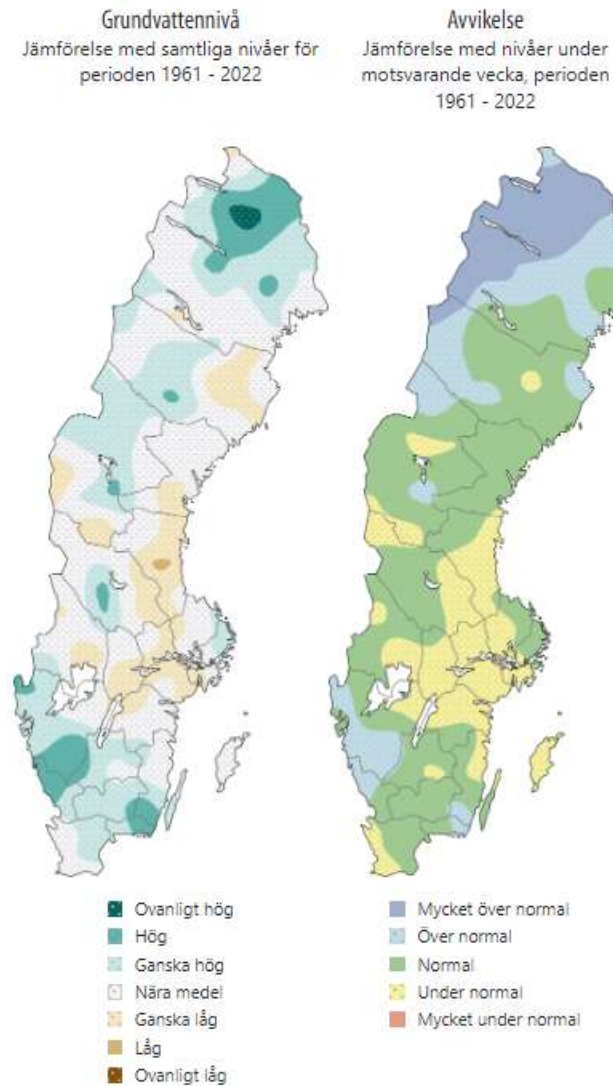 Grundvattennivå
Jämförelse med samtliga nivåer för
perioden 1961 - 2022
Avvikelse
Jämförelse med nivåer under
motsvarande vecka, perioden
1961 - 2022
Ovanligt hög
Hög
Ganska hög
Nära medel
Ganska låg
Låg
Ovanligt låg
Mycket över normal
Över normal
Normal
Under normal
Mycket under normal